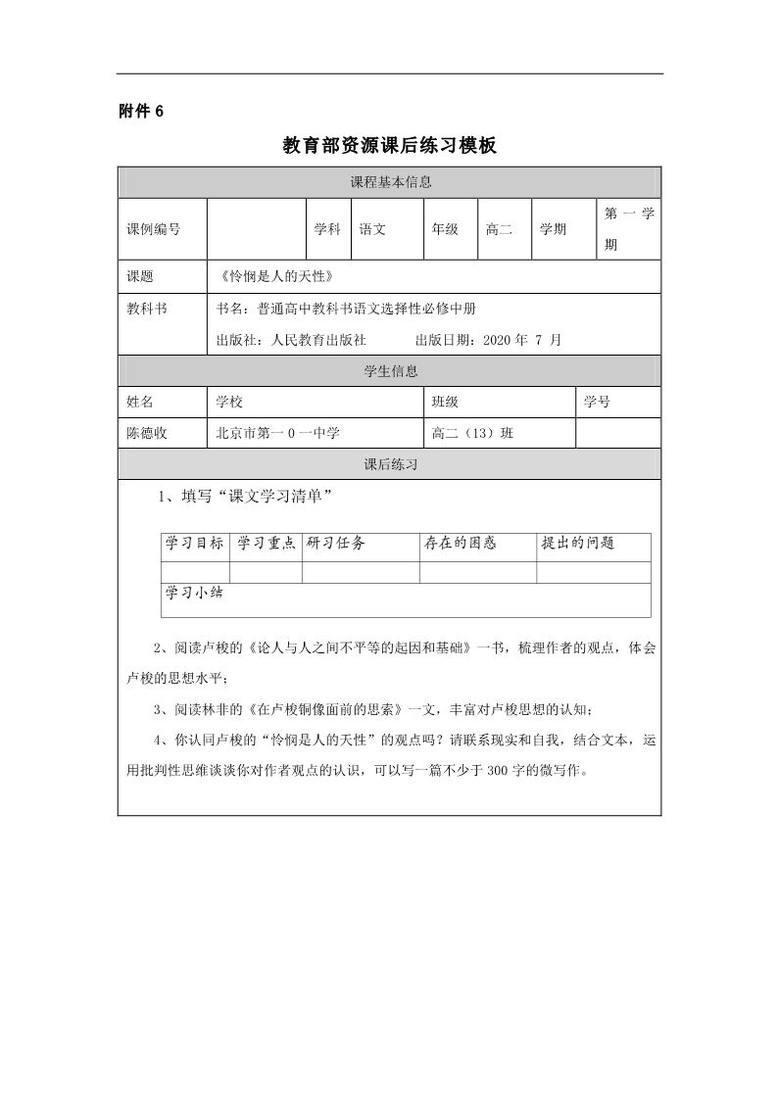 附件 6
教育部资源课后练习模板
课程基本信息
课例编号 学科 语文 年级 高二 学期 第一学
期
课题 《怜悯是人的天性》
教科书 书名：普通高中教科书语文选择性必修中册
出版社：人民教育出版社 出版日期：2020 年 7 月
学生信息
姓名 学校 班级 学号
陈德收 北京市第一 0 一中学 高二（13）班
课后练习
1、填写“课文学习清单”
学习目标 学习重点 研习任务 存在的困惑 提出的问题
学习小结
2、阅读卢梭的《论人与人之间不平等的起因和基础》一书，梳理作者的观点，体会
卢梭的思想水平；
3、阅读林非的《在卢梭铜像面前的思索》一文，丰富对卢梭思想的认知；
4、你认同卢梭的“怜悯是人的天性”的观点吗？请联系现实和自我，结合文本，运
用批判性思维谈谈你对作者观点的认识，可以写一篇不少于 300 字的微写作。